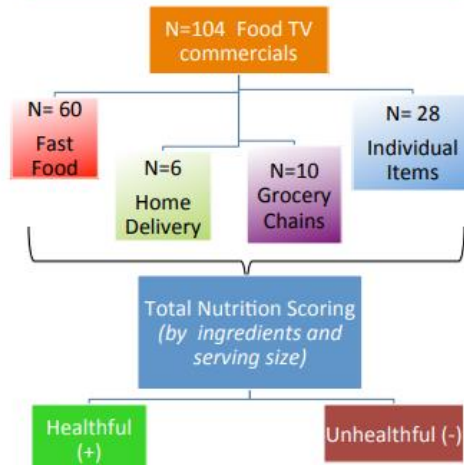 N=104 Food TV
commercials
N= 60
Fast
Food
N=6
Home
Delivery
N=10
Grocery
Chains
N= 28
Individual
Items
Total Nutrition Scoring
(by ingredients and
serving size)
Healthful
(+)
Unhealthful (-)